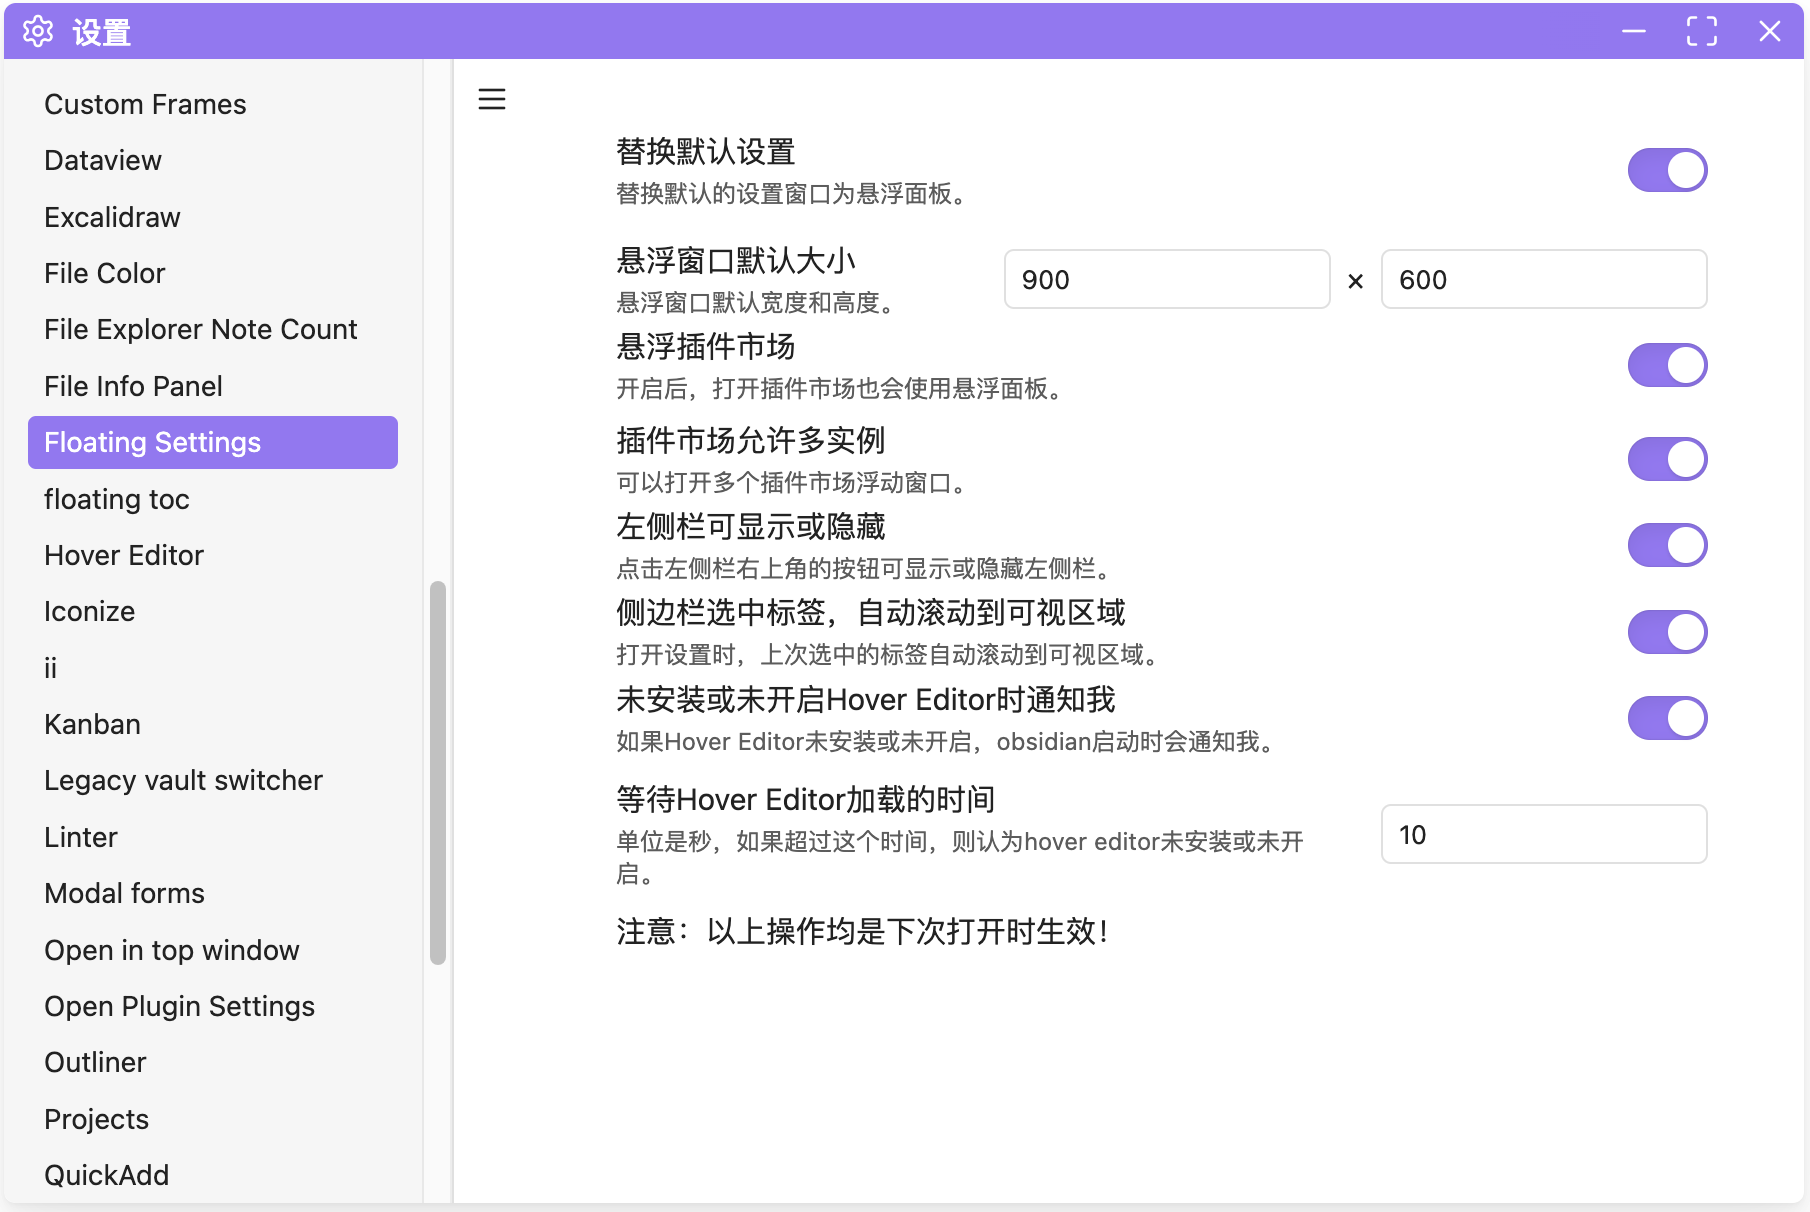 设置
Custom Frames
Dataview
Excalidraw
File Color
File Explorer Note Count
File Info Panel
Floating Settings
floating toc
Hover Editor
Iconize
ii
Kanban
Legacy vault switcher
Linter
Modal forms
Open in top window
Open Plugin Settings
Outliner
Projects
QuickAdd
替换默认设置
替换默认的设置窗口为悬浮面板。
悬浮窗口默认大小
悬浮窗口默认宽度和高度。
900 × 600
悬浮插件市场
开启后，打开插件市场也会使用悬浮面板。
插件市场允许多实例
可以打开多个插件市场浮动窗口。
左侧栏可显示或隐藏
点击左侧栏右上角的按钮可显示或隐藏左侧栏。
侧边栏选中标签，自动滚动到可视区域
打开设置时，上次选中的标签自动滚动到可视区域。
未安装或未开启Hover Editor时通知我
如果Hover Editor未安装或未开启，obsidian启动时会通知我。
等待Hover Editor加载的时间
单位是秒，如果超过这个时间，则认为hover editor未安装或未开
启。
10
注意：以上操作均是下次打开时生效！